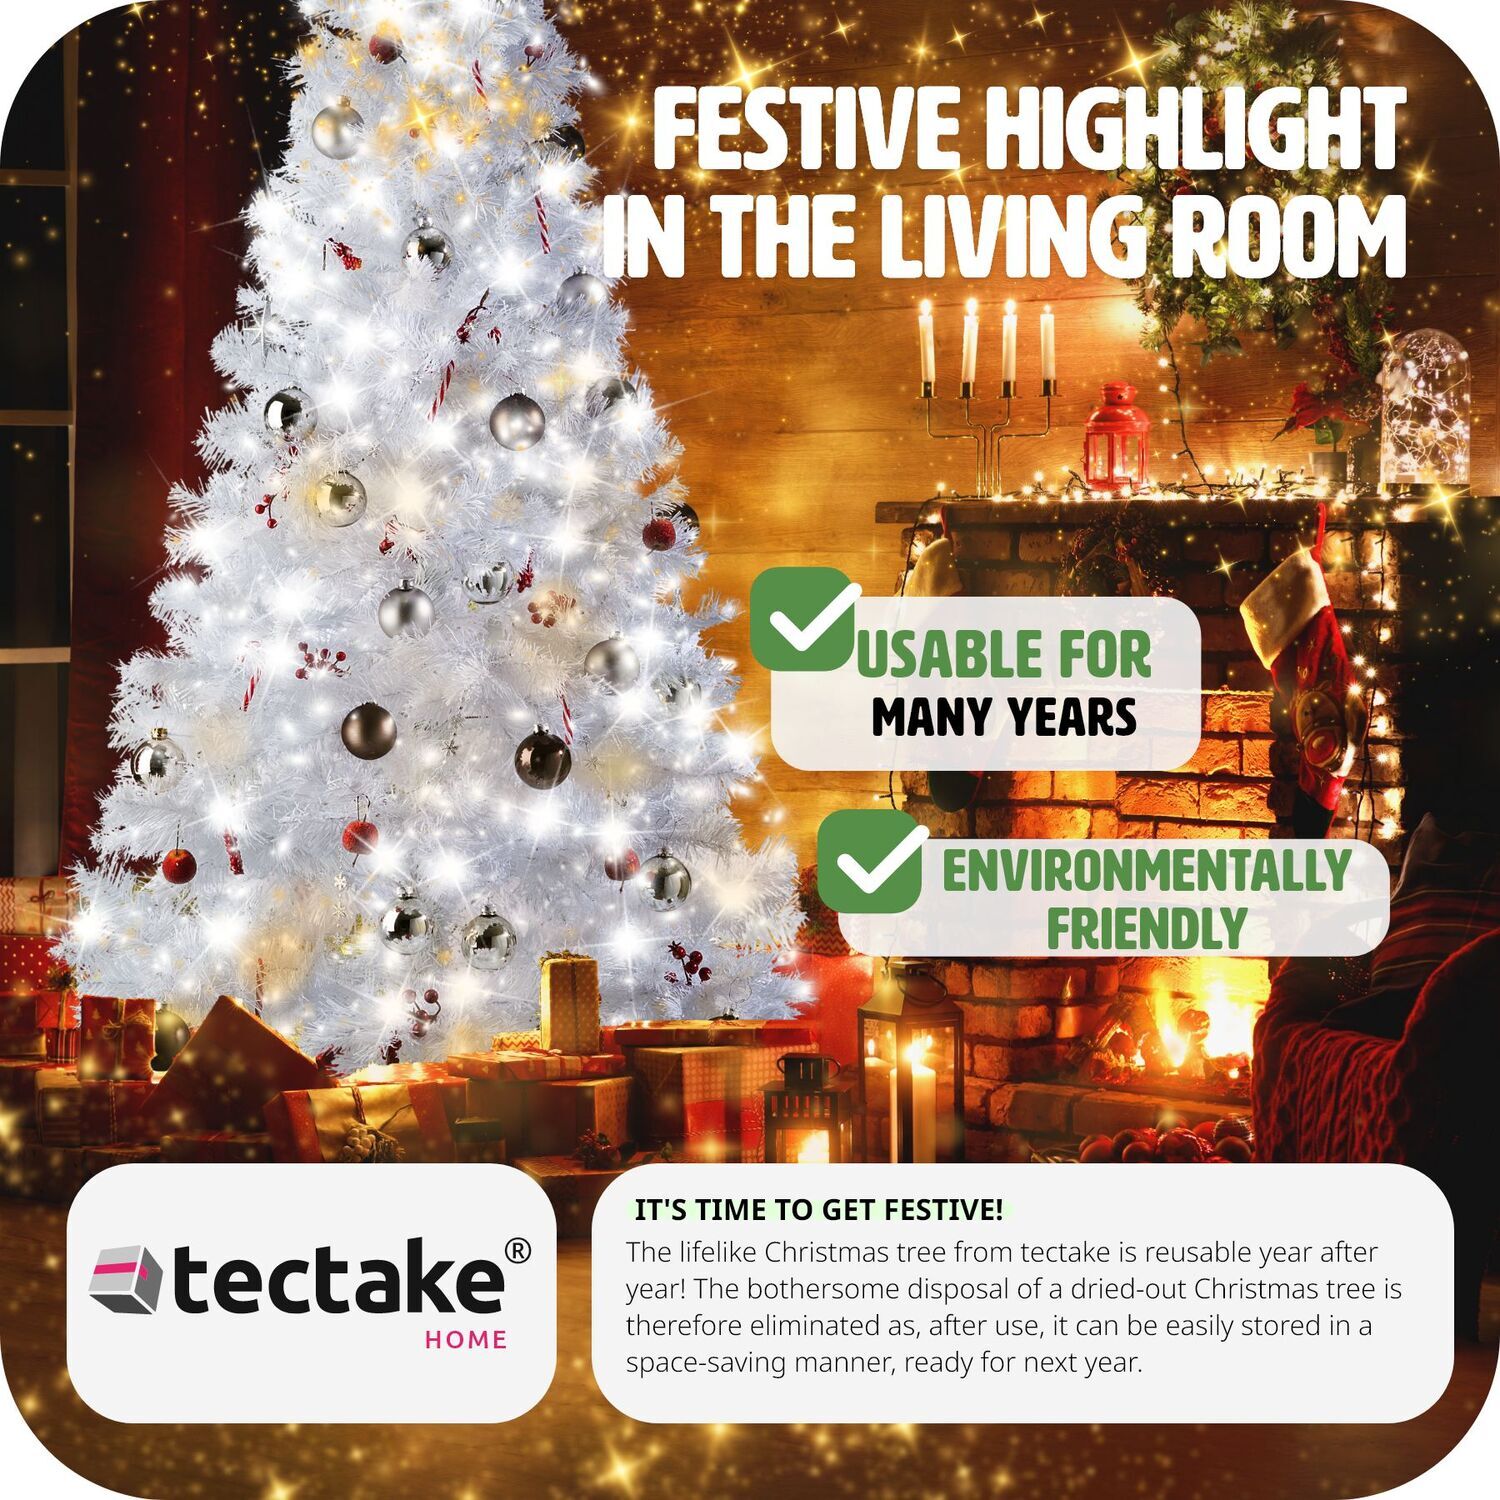 FESTIVE HIGHLIGHT
IN THE LIVING ROOM
USABLE FOR
MANY YEARS
ENVIRONMENTALLY
FRIENDLY
tectake®
HOME
IT'S TIME TO GET FESTIVE!
The lifelike Christmas tree from tectake is reusable year after
year! The bothersome disposal of a dried-out Christmas tree is
therefore eliminated as, after use, it can be easily stored in a
space-saving manner, ready for next year.